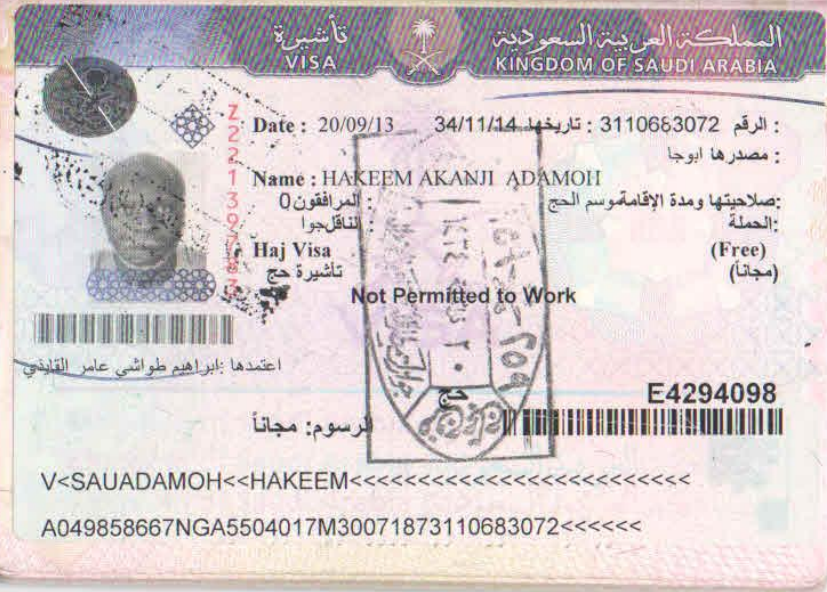 المملكة العربية السعودية تأشيرة
KINGDOM OF SAUDI ARABIA VISA
الرقم : 3110683072 تاريخها : 34/11/14 Date : 20/09/13
مصدرها ابوجا :
Name : HAKEEM AKANJI ADAMOH
صلاحيتها ومدة الإقامة: موسم الحج المرافقون : 0
الحملة: الناقل: جوا
(Free) Haj Visa
(مجاناً) تأشيرة حج
Not Permitted to Work
حج
اعتمدها : ابراهيم طواشي عامر
E4294098
الرسوم: مجاناً
V<SAUADAMOH<<HAKEEM<<<<<<<<<<<<<<<<<<<<<<<<<
A049858667NGA5504017M30071873110683072<<<<<<